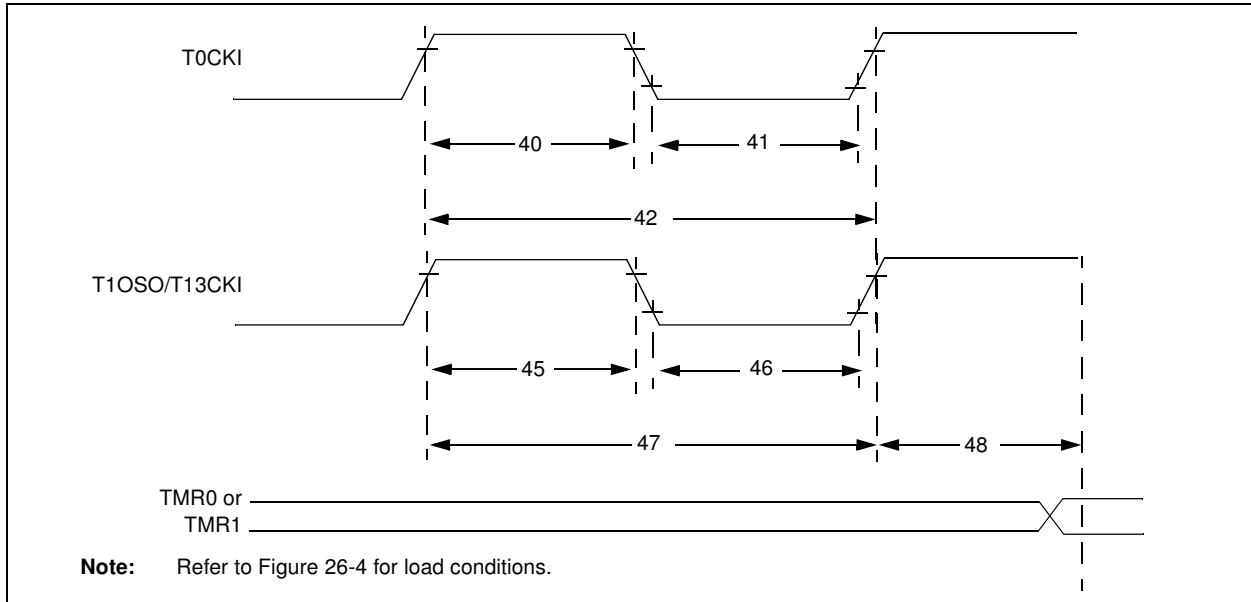 T0CKI
40
41
42
T1OSO/T13CKI
45
46
47
48
TMR0 or
TMR1
Note: Refer to Figure 26-4 for load conditions.